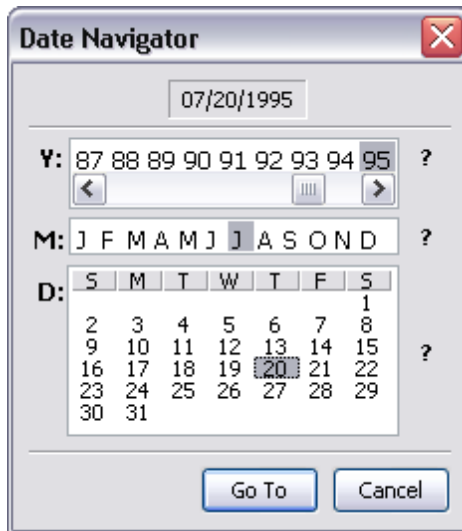 Date Navigator
07/20/1995
Y: 87 88 89 90 91 92 93 94 95 ?
M: J F M A M J J A S O N D ?
D: S M T W T F S
1
2 3 4 5 6 7 8
9 10 11 12 13 14 15 ?
16 17 18 19 20 21 22
23 24 25 26 27 28 29
30 31
Go To Cancel